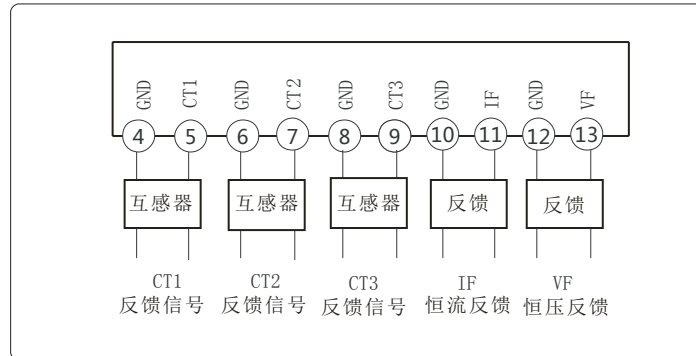 GND CT1 GND CT2 GND CT3 GND IF GND VF
4 5 6 7 8 9 10 11 12 13
互感器 互感器 互感器 反馈 反馈
CT1 CT2 CT3 IF VF
反馈信号 反馈信号 反馈信号 恒流反馈 恒压反馈